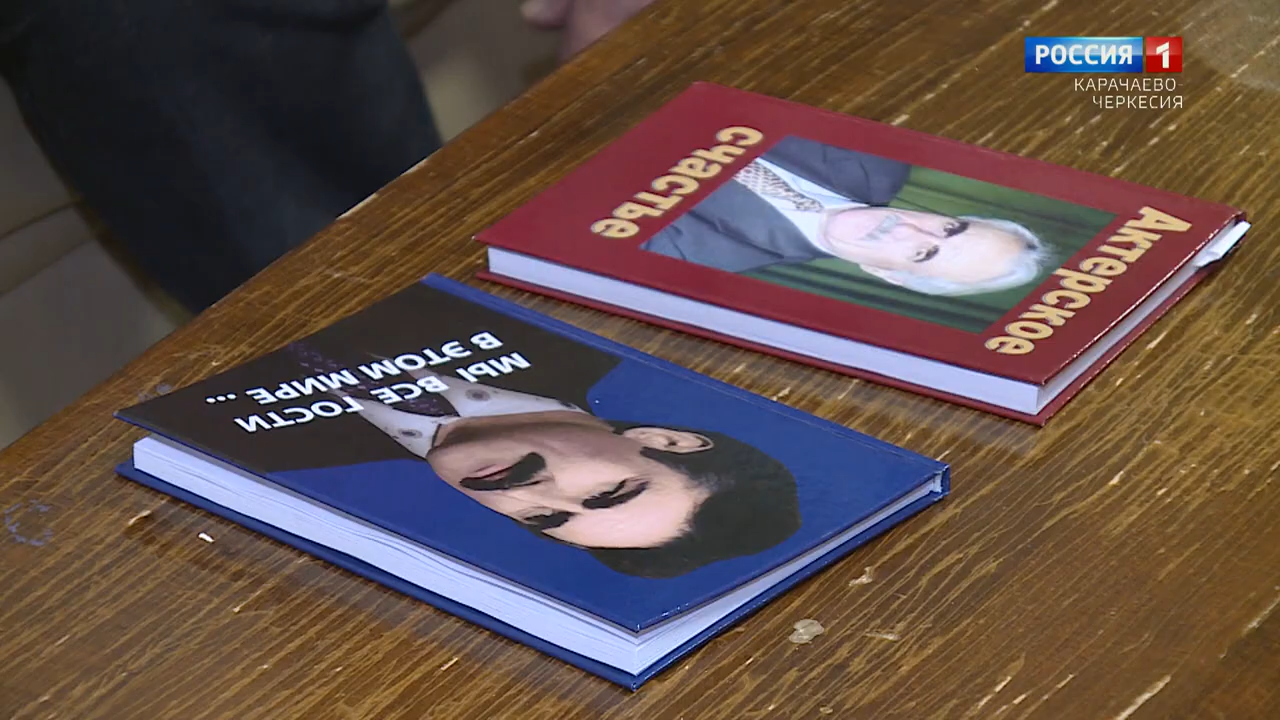 РОССИЯ 1
КАРАЧАЕВО-
ЧЕРКЕСИЯ
Актерское
счастье
МЫ ВСЕ ГОСТИ
В ЭТОМ МИРЕ ...